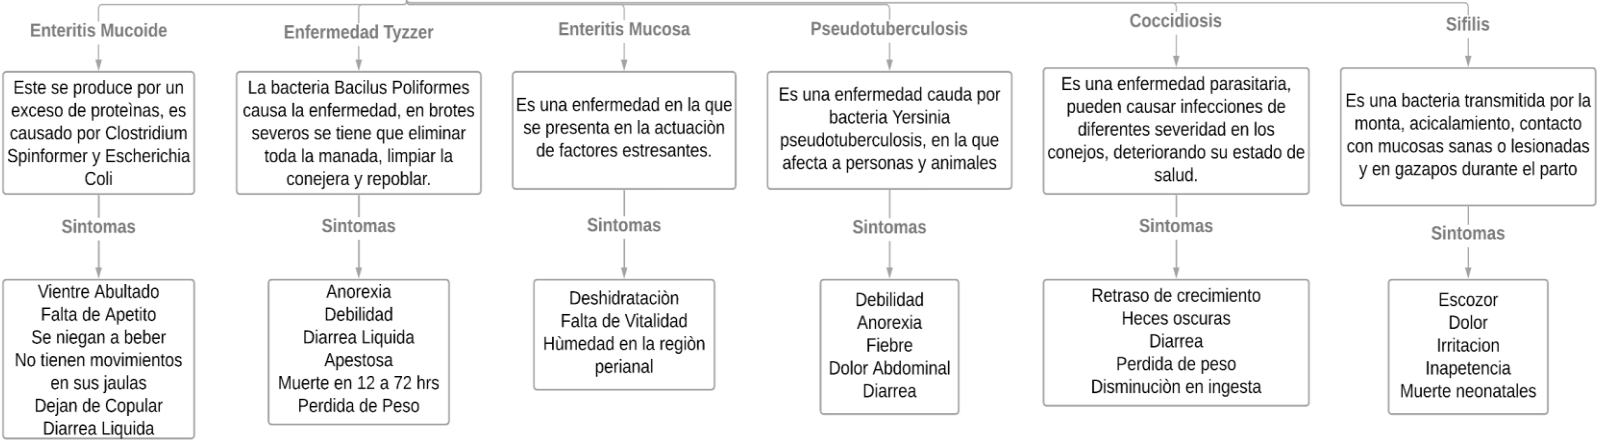 Enteritis Mucoide
Este se produce por un
exceso de proteìnas, es
causado por Clostridium
Spinformer y Escherichia
Coli
Sintomas
Vientre Abultado
Falta de Apetito
Se niegan a beber
No tienen movimientos
en sus jaulas
Dejan de Copular
Diarrea Liquida
Enfermedad Tyzzer
La bacteria Bacilus Poliformes
causa la enfermedad, en brotes
severos se tiene que eliminar
toda la manada, limpiar la
conejera y repoblar.
Sintomas
Anorexia
Debilidad
Diarrea Liquida
Apestosa
Muerte en 12 a 72 hrs
Perdida de Peso
Enteritis Mucosa
Es una enfermedad en la que
se presenta en la actuaciòn
de factores estresantes.
Sintomas
Deshidrataciòn
Falta de Vitalidad
Hùmedad en la regiòn
perianal
Pseudotuberculosis
Es una enfermedad cauda por
bacteria Yersinia
pseudotuberculosis, en la que
afecta a personas y animales
Sintomas
Debilidad
Anorexia
Fiebre
Dolor Abdominal
Diarrea
Coccidiosis
Es una enfermedad parasitaria,
pueden causar infecciones de
diferentes severidad en los
conejos, deteriorando su estado de
salud.
Sintomas
Retraso de crecimiento
Heces oscuras
Diarrea
Perdida de peso
Disminuciòn en ingesta
Sifilis
Es una bacteria transmitida por la
monta, acicalamiento, contacto
con mucosas sanas o lesionadas
y en gazapos durante el parto
Sintomas
Escozor
Dolor
Irritacion
Inapetencia
Muerte neonatales